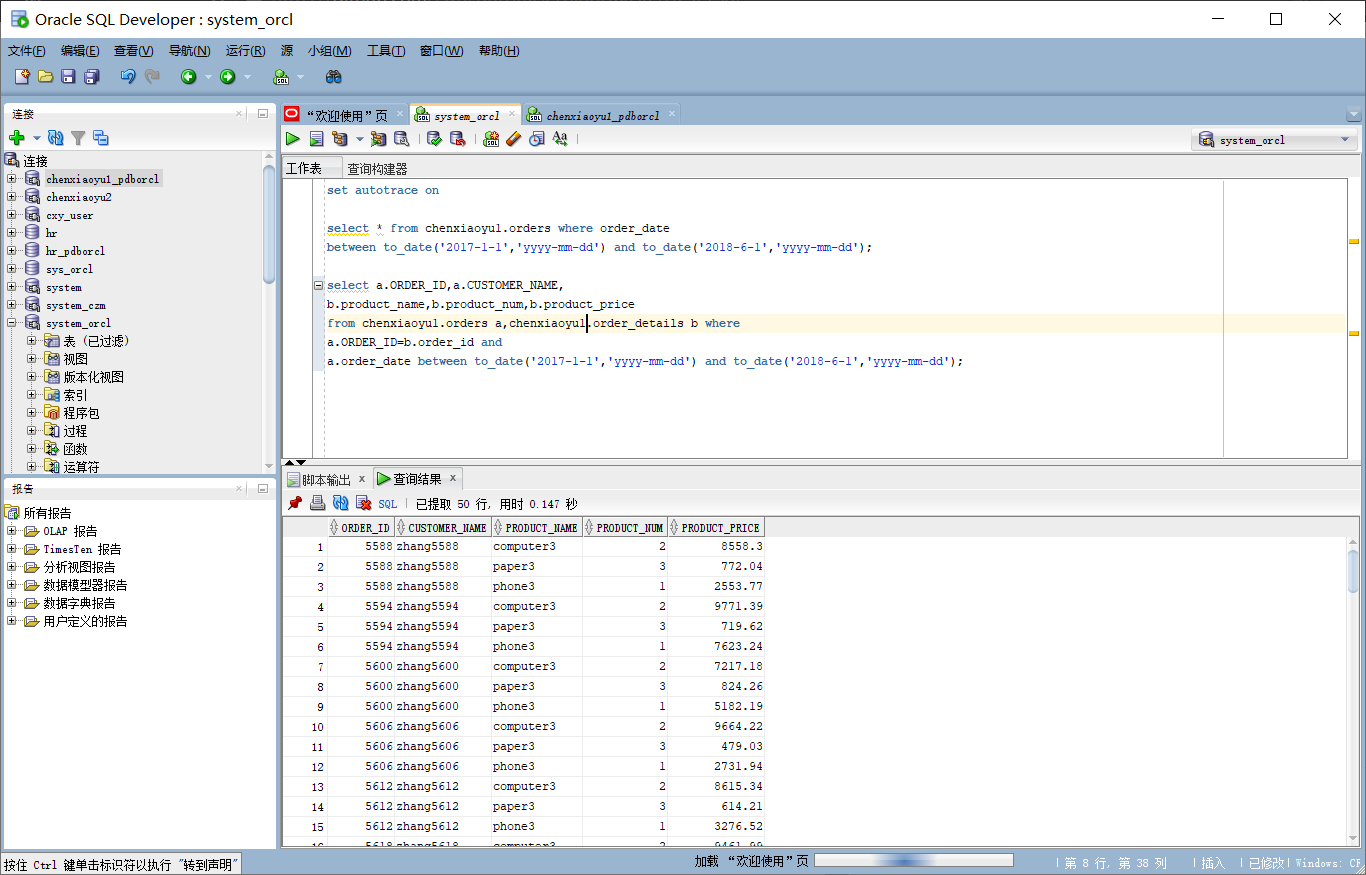 Oracle SQL Developer : system_orcl
文件(F) 编辑(E) 查看(V) 导航(N) 运行(R) 源 小组(M) 工具(T) 窗口(W) 帮助(H)
连接
连接
chenxiaoyu1_pdborcl
chenxiaoyu2
cxy_user
hr
hr_pdborcl
sys_orcl
system
system_czm
system_orcl
表 (已过滤)
视图
版本化视图
索引
程序包
过程
函数
运算符
报告
所有报告
OLAP 报告
TimesTen 报告
分析视图报告
数据模型器报告
数据字典报告
用户定义的报告
“欢迎使用”页 system_orcl chenxiaoyu1_pdborcl
system_orcl
工作表 查询构建器
set autotrace on
select * from chenxiaoyu1.orders where order_date
between to_date('2017-1-1','yyyy-mm-dd') and to_date('2018-6-1','yyyy-mm-dd');
select a.ORDER_ID,a.CUSTOMER_NAME,
b.product_name,b.product_num,b.product_price
from chenxiaoyu1.orders a,chenxiaoyu1.order_details b where
a.ORDER_ID=b.order_id and
a.order_date between to_date('2017-1-1','yyyy-mm-dd') and to_date('2018-6-1','yyyy-mm-dd');
脚本输出 查询结果
SQL 已提取 50 行, 用时 0.147 秒
ORDER_ID CUSTOMER_NAME PRODUCT_NAME PRODUCT_NUM PRODUCT_PRICE
1 5588 zhang5588 computer3 2 8558.3
2 5588 zhang5588 paper3 3 772.04
3 5588 zhang5588 phone3 1 2553.77
4 5594 zhang5594 computer3 2 9771.39
5 5594 zhang5594 paper3 3 719.62
6 5594 zhang5594 phone3 1 7623.24
7 5600 zhang5600 computer3 2 7217.18
8 5600 zhang5600 paper3 3 824.26
9 5600 zhang5600 phone3 1 5182.19
10 5606 zhang5606 computer3 2 9664.22
11 5606 zhang5606 paper3 3 479.03
12 5606 zhang5606 phone3 1 2731.94
13 5612 zhang5612 computer3 2 8615.34
14 5612 zhang5612 paper3 3 614.21
15 5612 zhang5612 phone3 1 3276.52
按住 Ctrl 键单击标识符以执行 "转到声明"
加载 “欢迎使用”页
第 8 行, 第 38 列 插入 已修改 Windows: CR